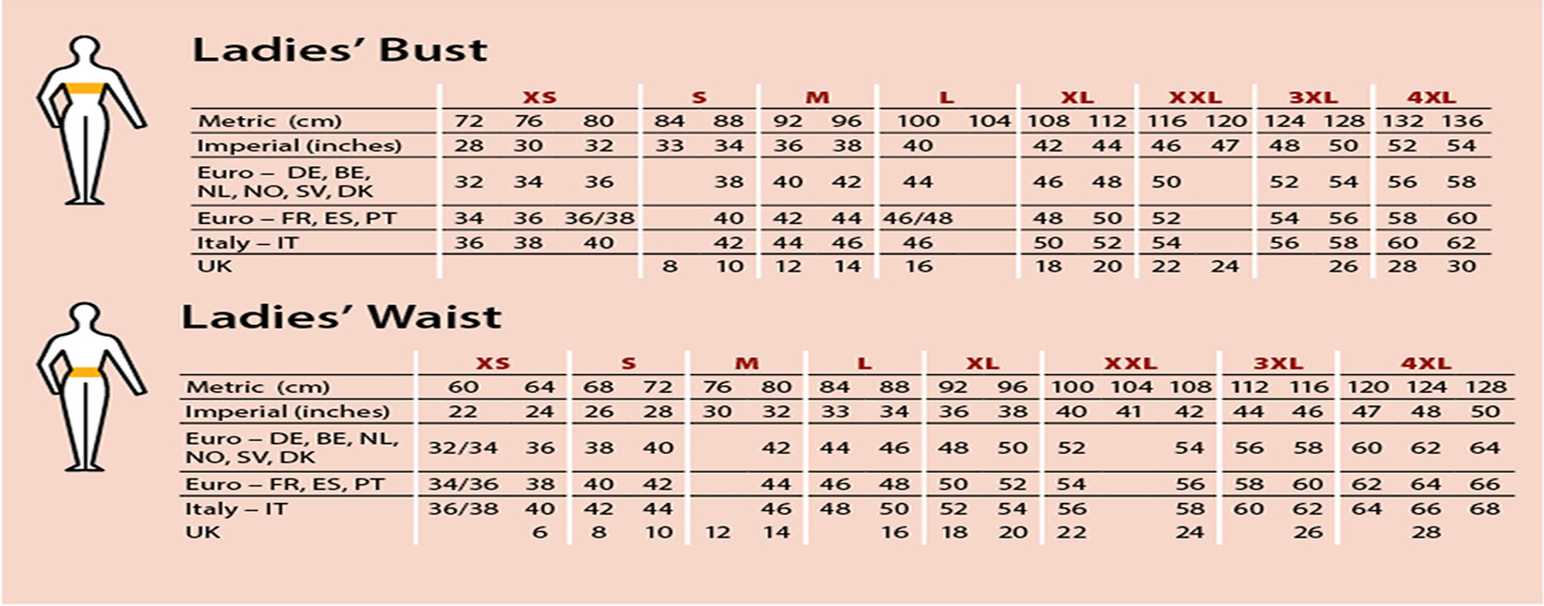 Ladies’ Bust
XS S M L XL XXL 3XL 4XL
Metric (cm) 72 76 80 84 88 92 96 100 104 108 112 116 120 124 128 132 136
Imperial (inches) 28 30 32 33 34 36 38 40 42 44 46 47 48 50 52 54
Euro – DE, BE,
NL, NO, SV, DK 32 34 36 38 40 42 44 46 48 50 52 54 56 58
Euro – FR, ES, PT 34 36 36/38 40 42 44 46/48 48 50 52 54 56 58 60
Italy – IT 36 38 40 42 44 46 46 50 52 54 56 58 60 62
UK 8 10 12 14 16 18 20 22 24 26 28 30
Ladies’ Waist
XS S M L XL XXL 3XL 4XL
Metric (cm) 60 64 68 72 76 80 84 88 92 96 100 104 108 112 116 120 124 128
Imperial (inches) 22 24 26 28 30 32 33 34 36 38 40 41 42 44 46 47 48 50
Euro – DE, BE, NL,
NO, SV, DK 32/34 36 38 40 42 44 46 48 50 52 54 56 58 60 62 64
Euro – FR, ES, PT 34/36 38 40 42 44 46 48 50 52 54 56 58 60 62 64 66
Italy – IT 36/38 40 42 44 46 48 50 52 54 56 58 60 62 64 66 68
UK 6 8 10 12 14 16 18 20 22 24 26 28